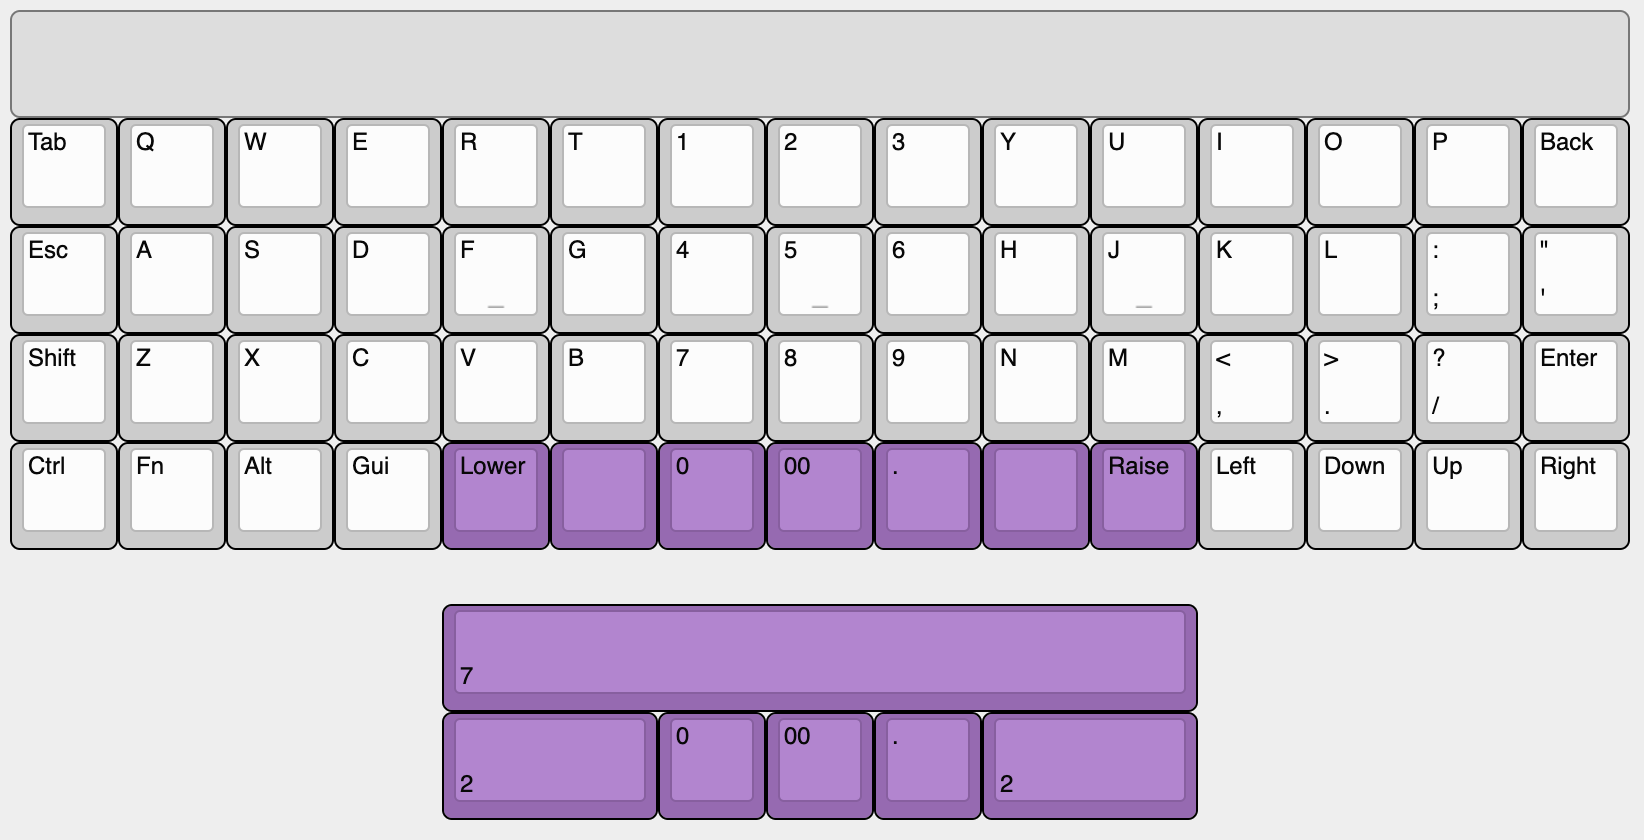 Tab Q W E R T 1 2 3 Y U I O P Back
Esc A S D F _ G 4 5 _ 6 H J _ K L : ; " '
Shift Z X C V B 7 8 9 N M < , > . ? / Enter
Ctrl Fn Alt Gui Lower 0 00 . Raise Left Down Up Right
7
2 0 00 . 2